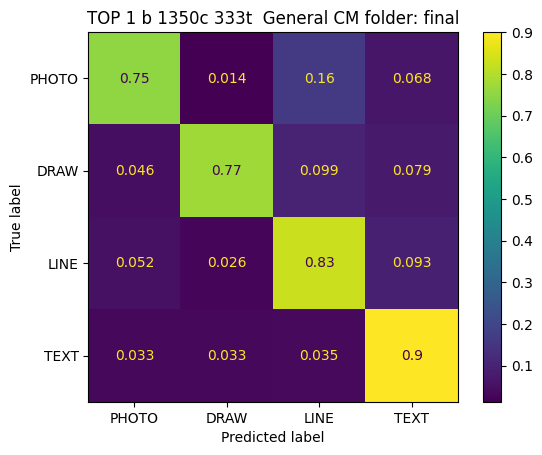 TOP 1 b 1350c 333t  General CM folder: final
PHOTO 0.75 0.014 0.16 0.068
DRAW 0.046 0.77 0.099 0.079
LINE 0.052 0.026 0.83 0.093
TEXT 0.033 0.033 0.035 0.9
PHOTO DRAW LINE TEXT
Predicted label
True label
0.9
0.8
0.7
0.6
0.5
0.4
0.3
0.2
0.1